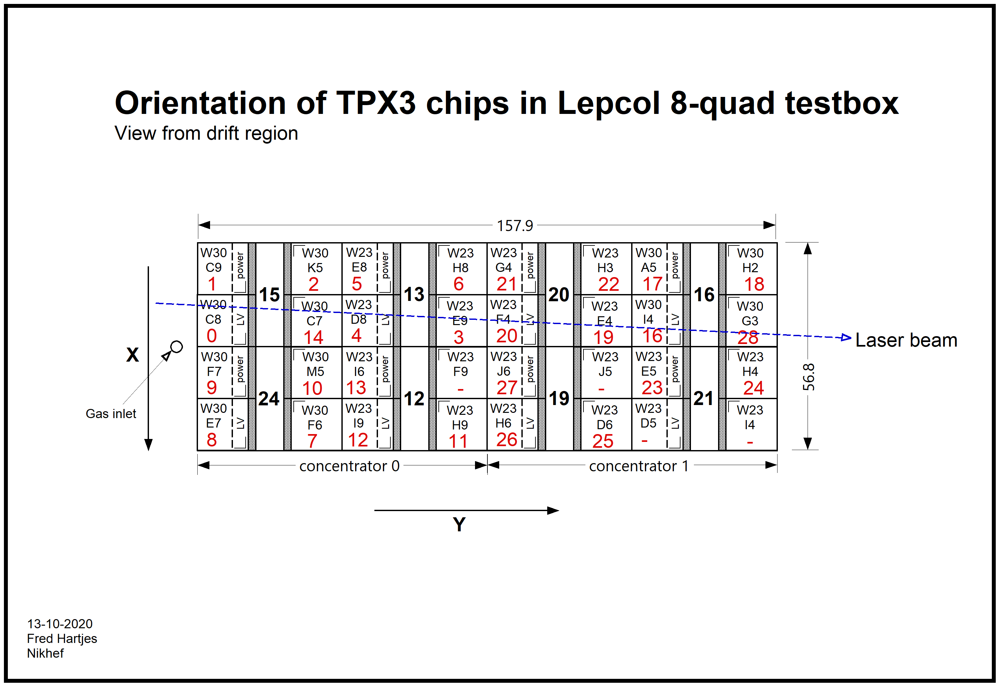 Orientation of TPX3 chips in Lepcol 8-quad testbox
View from drift region
157.9
W30 C9 1 power
15
W30 K5 2
W23 E8 5 power
13
W23 H8 6
W23 G4 21 power
20
W23 H3 22
W30 A5 17 power
16
W30 H2 18
W30 C8 0 LV
W30 C7 14
W23 D8 4 LV
W23 E9 3
W23 F4 20 LV
W23 E4 19
W30 I4 16 LV
W30 G3 28
Laser beam
X
56.8
W30 F7 9 power
24
W30 M5 10
W23 I6 13 power
12
W23 F9 -
W23 J6 27 power
19
W23 J5 -
W23 E5 23 power
21
W23 H4 24
Gas inlet
W30 E7 8 LV
W30 F6 7
W23 I9 12 LV
W23 H9 11
W23 H6 26 LV
W23 D6 25
W23 D5 - LV
W23 I4 -
concentrator 0
concentrator 1
Y
13-10-2020
Fred Hartjes
Nikhef